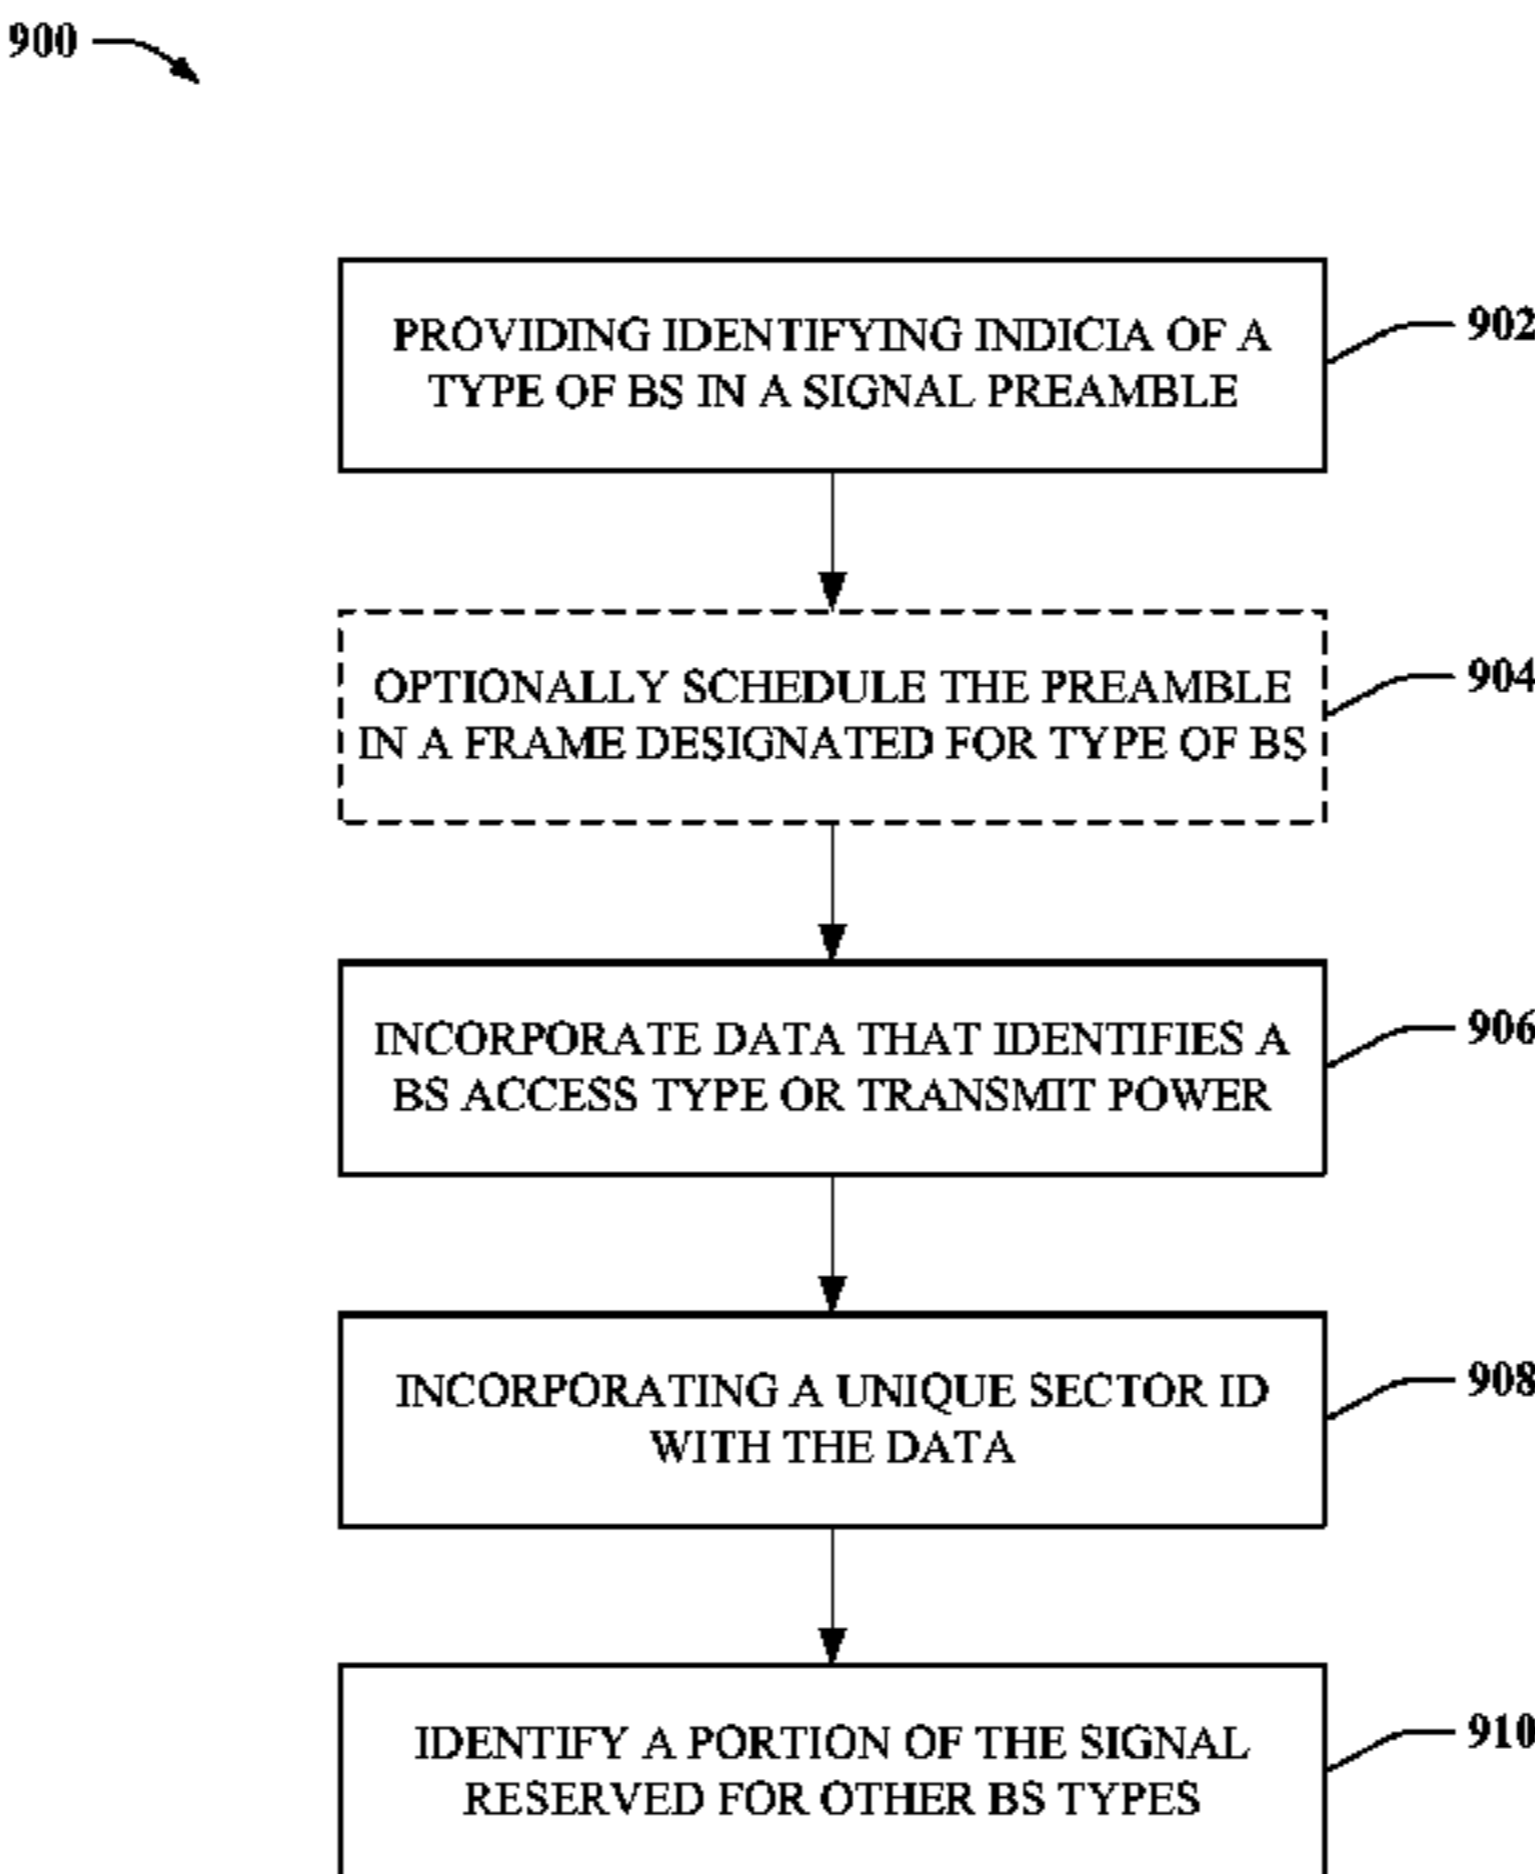 900
PROVIDING IDENTIFYING INDICIA OF A
TYPE OF BS IN A SIGNAL PREAMBLE
902
OPTIONALLY SCHEDULE THE PREAMBLE
IN A FRAME DESIGNATED FOR TYPE OF BS
904
INCORPORATE DATA THAT IDENTIFIES A
BS ACCESS TYPE OR TRANSMIT POWER
906
INCORPORATING A UNIQUE SECTOR ID
WITH THE DATA
908
IDENTIFY A PORTION OF THE SIGNAL
RESERVED FOR OTHER BS TYPES
910